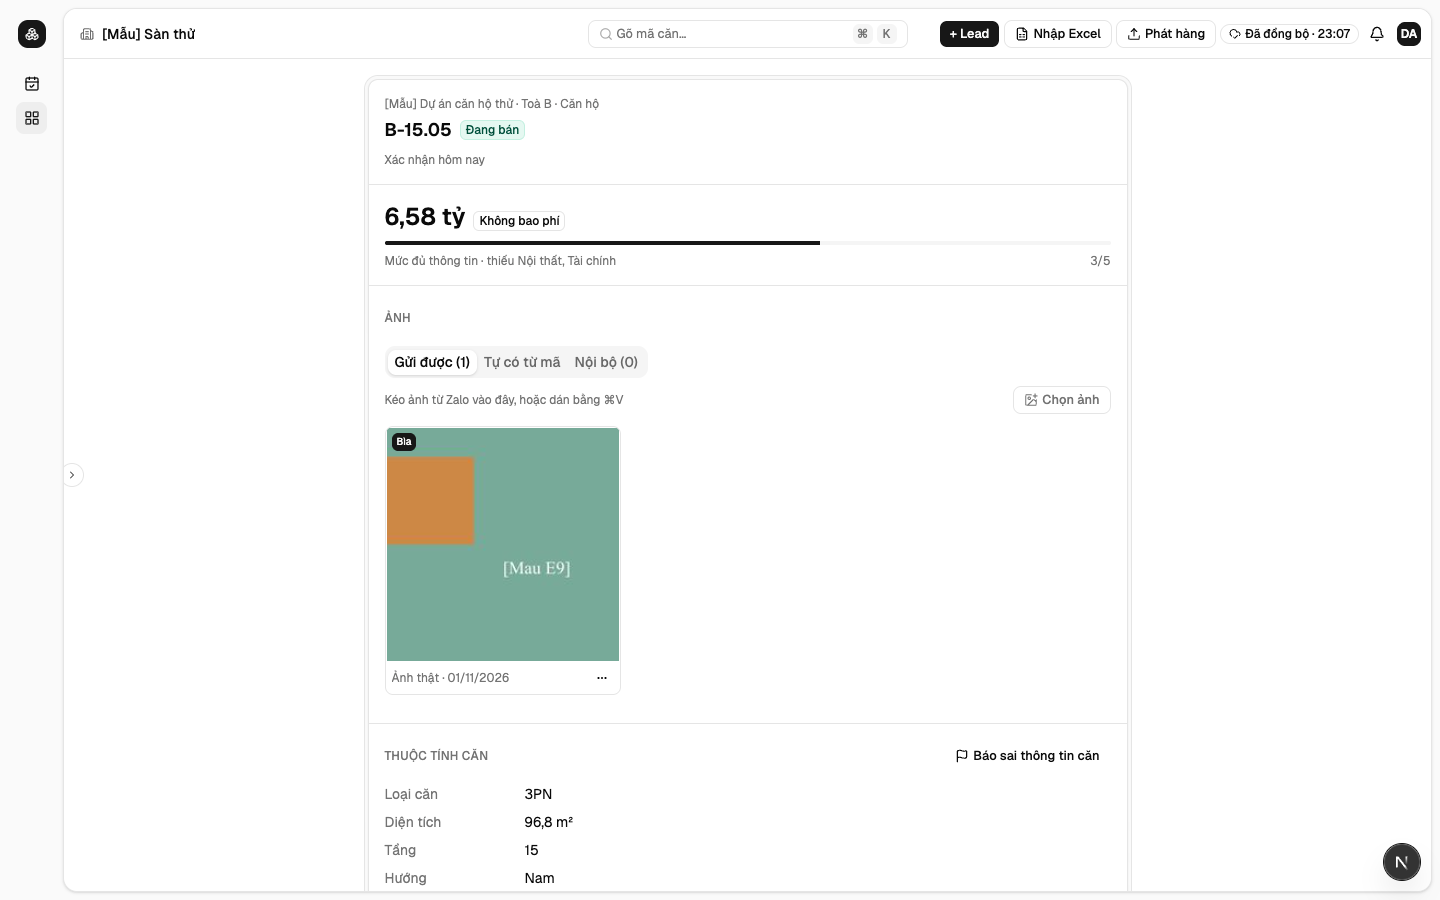 [Mẫu] Sàn thử
Gõ mã căn...
⌘ K
+ Lead
Nhập Excel
Phát hàng
Đã đồng bộ · 23:07
DA
[Mẫu] Dự án căn hộ thử · Toà B · Căn hộ
B-15.05 Đang bán
Xác nhận hôm nay
6,58 tỷ Không bao phí
Mức đủ thông tin · thiếu Nội thất, Tài chính 3/5
ẢNH
Gửi được (1) Tự có từ mã Nội bộ (0)
Kéo ảnh từ Zalo vào đây, hoặc dán bằng ⌘V Chọn ảnh
Bìa
[Mau E9]
Ảnh thật · 01/11/2026
THUỘC TÍNH CĂN Báo sai thông tin căn
Loại căn 3PN
Diện tích 96,8 m²
Tầng 15
Hướng Nam
N